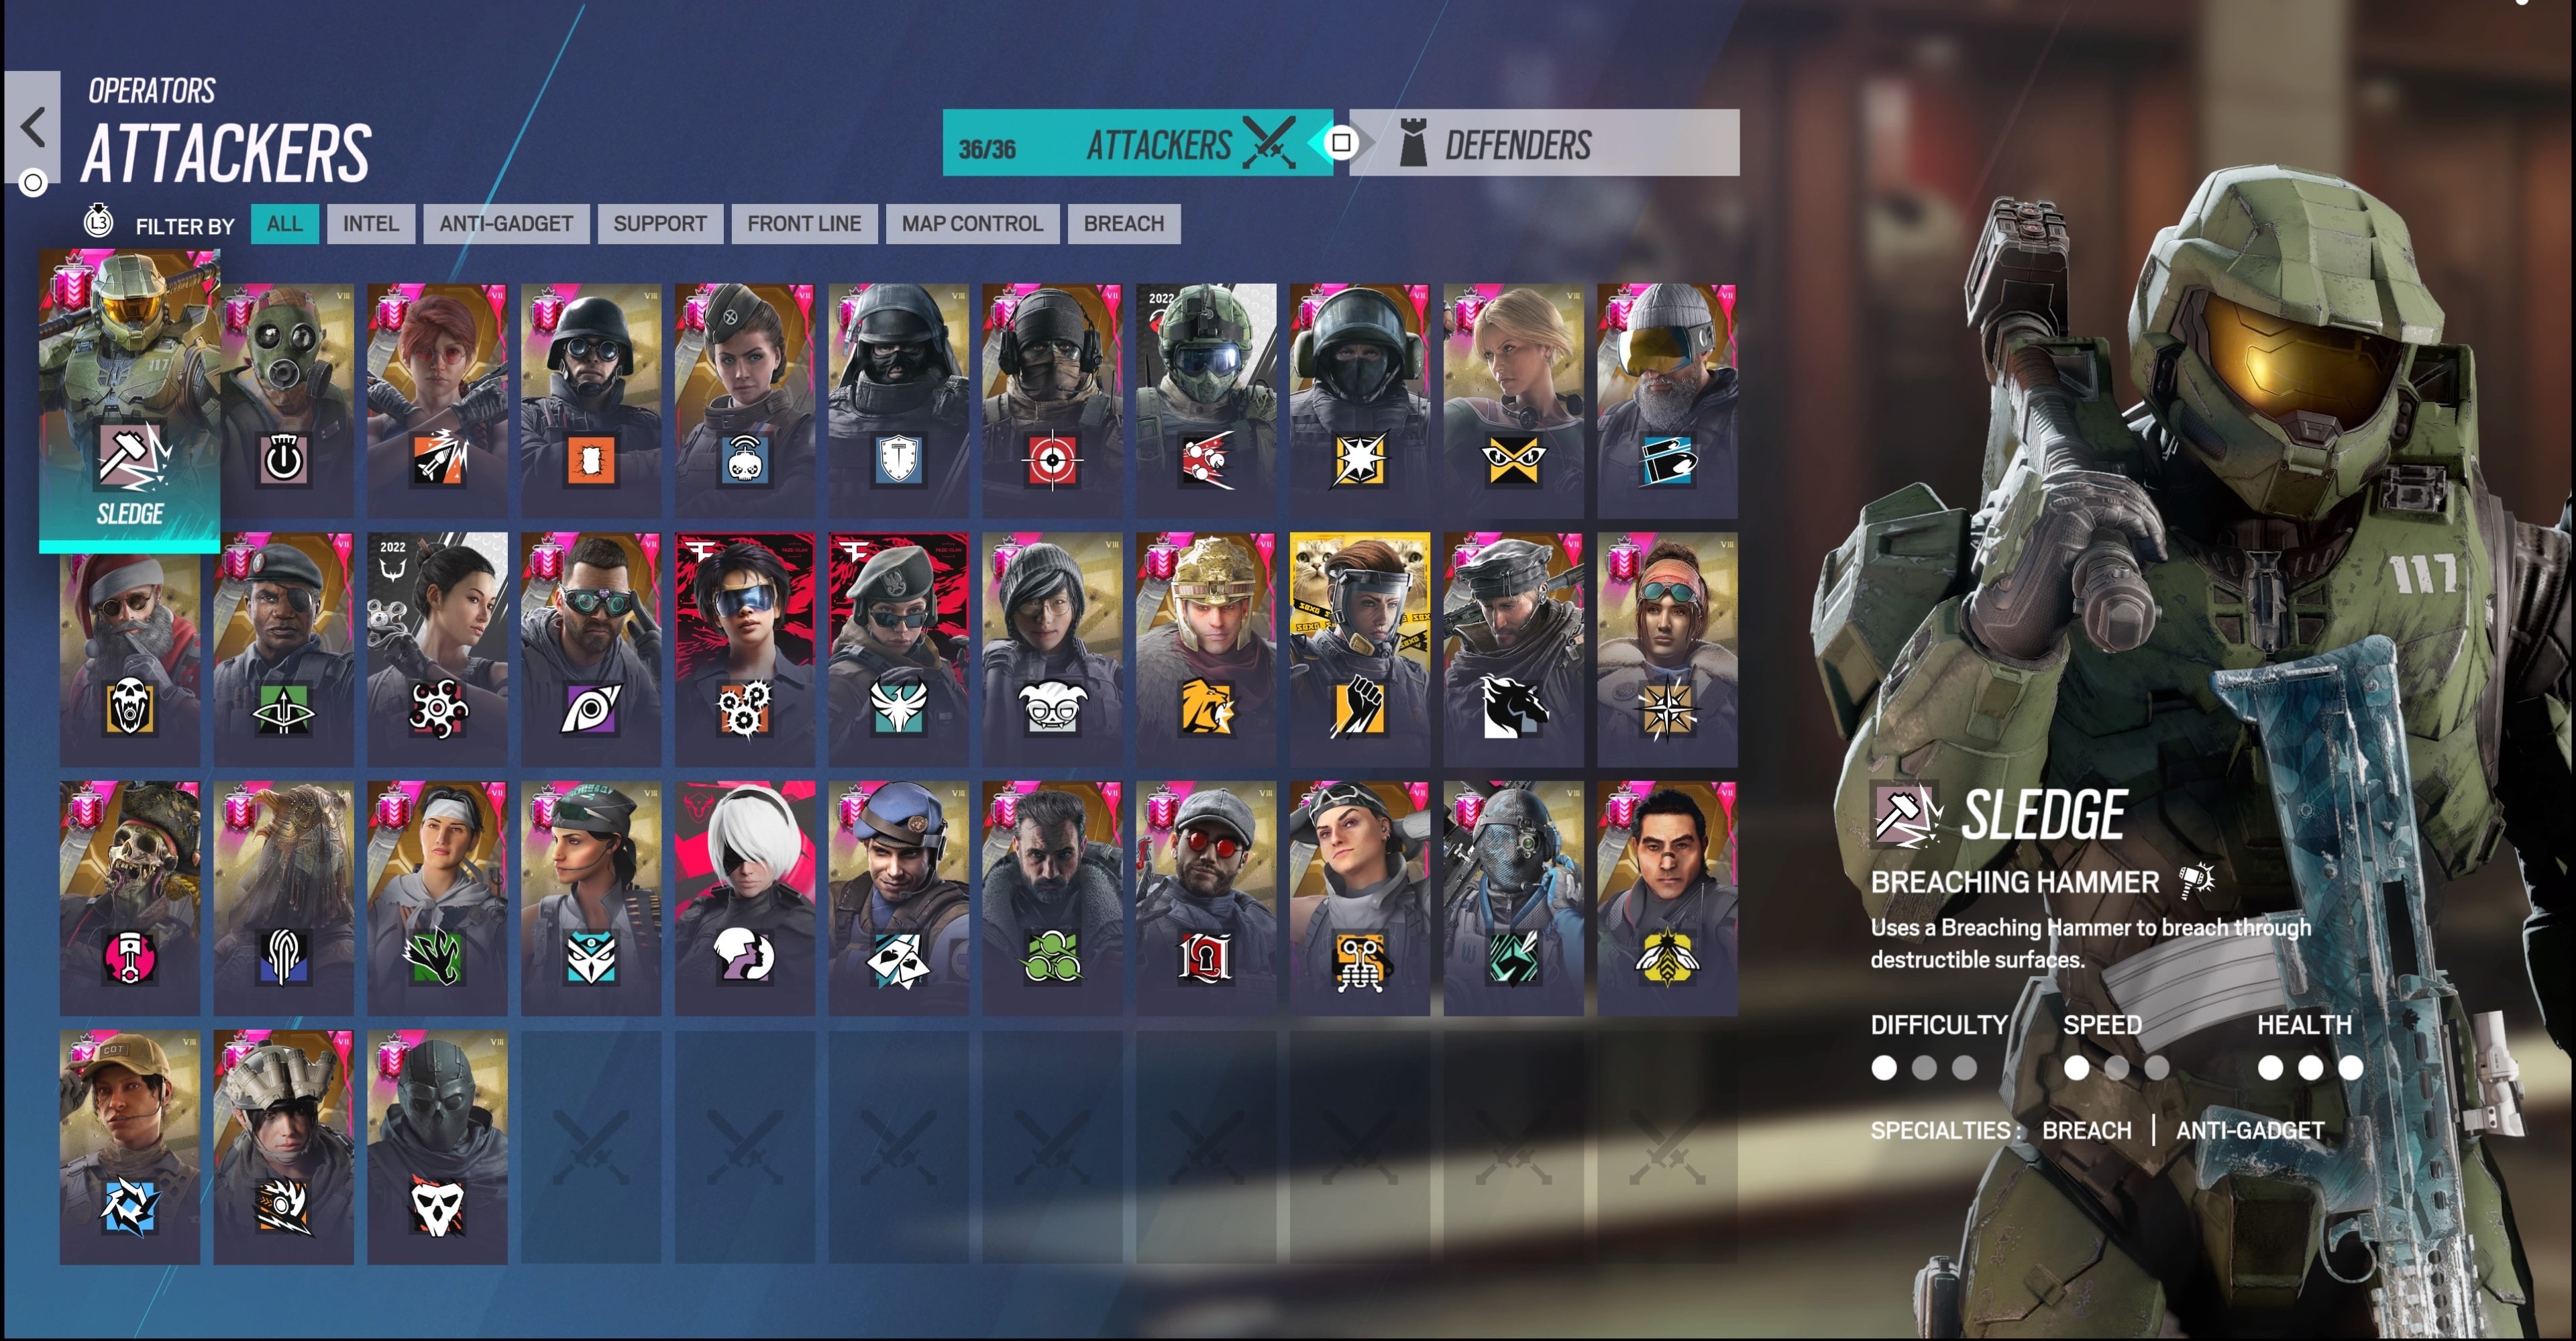 OPERATORS
ATTACKERS
36/36 ATTACKERS DEFENDERS
L3 FILTER BY ALL INTEL ANTI-GADGET SUPPORT FRONT LINE MAP CONTROL BREACH
2022
117
SLEDGE
2022
117
SLEDGE
BREACHING HAMMER
Uses a Breaching Hammer to breach through
destructible surfaces.
DIFFICULTY SPEED HEALTH
SPECIALTIES: BREACH | ANTI-GADGET